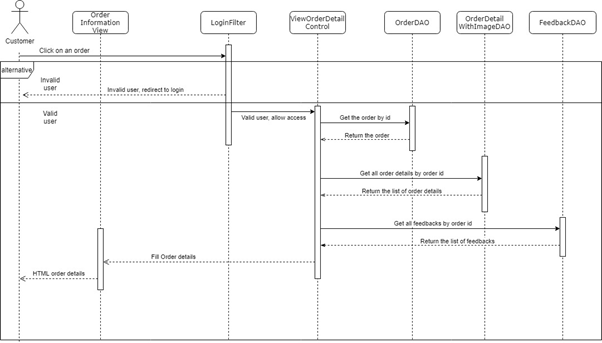 Order
Information
View
LoginFilter
ViewOrderDetail
Control
OrderDAO
OrderDetail
WithImageDAO
FeedbackDAO
Customer
Click on an order
alternative
Invalid
user
Invalid user, redirect to login
Valid
user
Valid user, allow access
Get the order by id
Return the order
Get all order details by order id
Return the list of order details
Get all feedbacks by order id
Return the list of feedbacks
Fill Order details
HTML order details